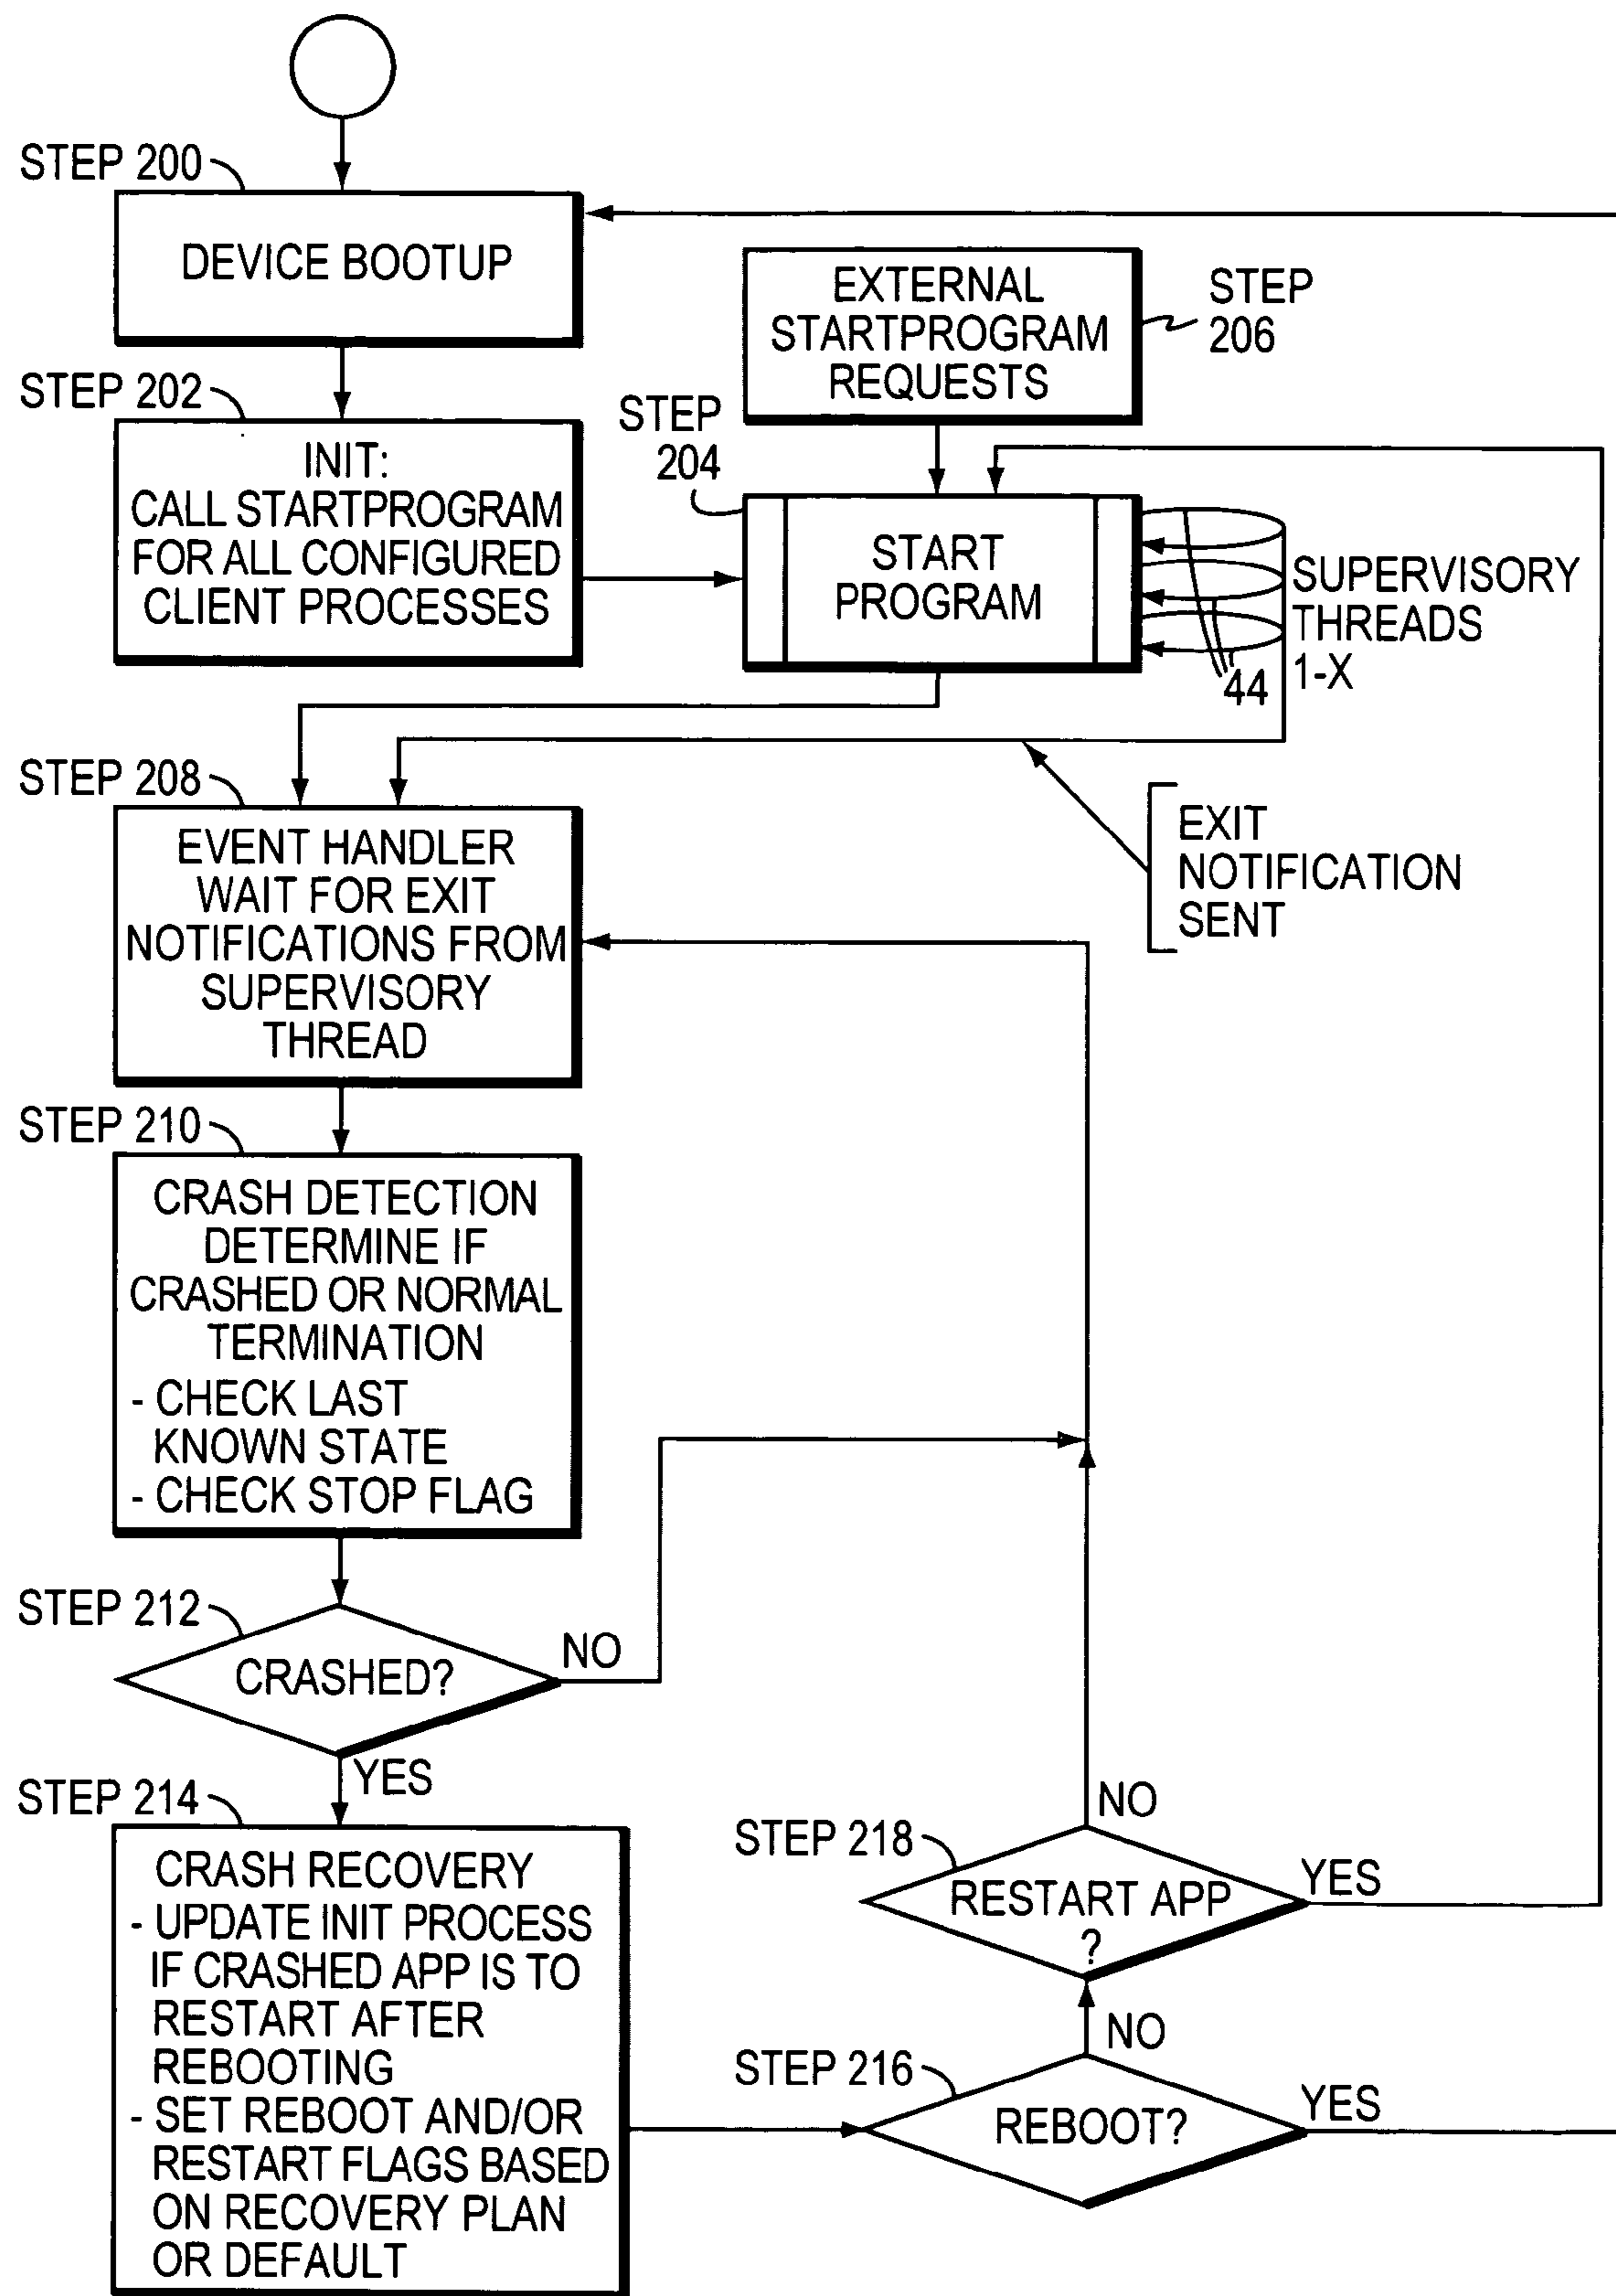 STEP 200
DEVICE BOOTUP
EXTERNAL
STARTPROGRAM
REQUESTS
STEP
206
STEP 202
INIT:
CALL STARTPROGRAM
FOR ALL CONFIGURED
CLIENT PROCESSES
STEP
204
START
PROGRAM
SUPERVISORY
THREADS
1-X
44
STEP 208
EVENT HANDLER
WAIT FOR EXIT
NOTIFICATIONS FROM
SUPERVISORY
THREAD
EXIT
NOTIFICATION
SENT
STEP 210
CRASH DETECTION
DETERMINE IF
CRASHED OR NORMAL
TERMINATION
- CHECK LAST
KNOWN STATE
- CHECK STOP FLAG
STEP 212
CRASHED?
NO
YES
STEP 214
CRASH RECOVERY
- UPDATE INIT PROCESS
IF CRASHED APP IS TO
RESTART AFTER
REBOOTING
- SET REBOOT AND/OR
RESTART FLAGS BASED
ON RECOVERY PLAN
OR DEFAULT
NO
STEP 218
RESTART APP
?
YES
NO
STEP 216
REBOOT?
YES